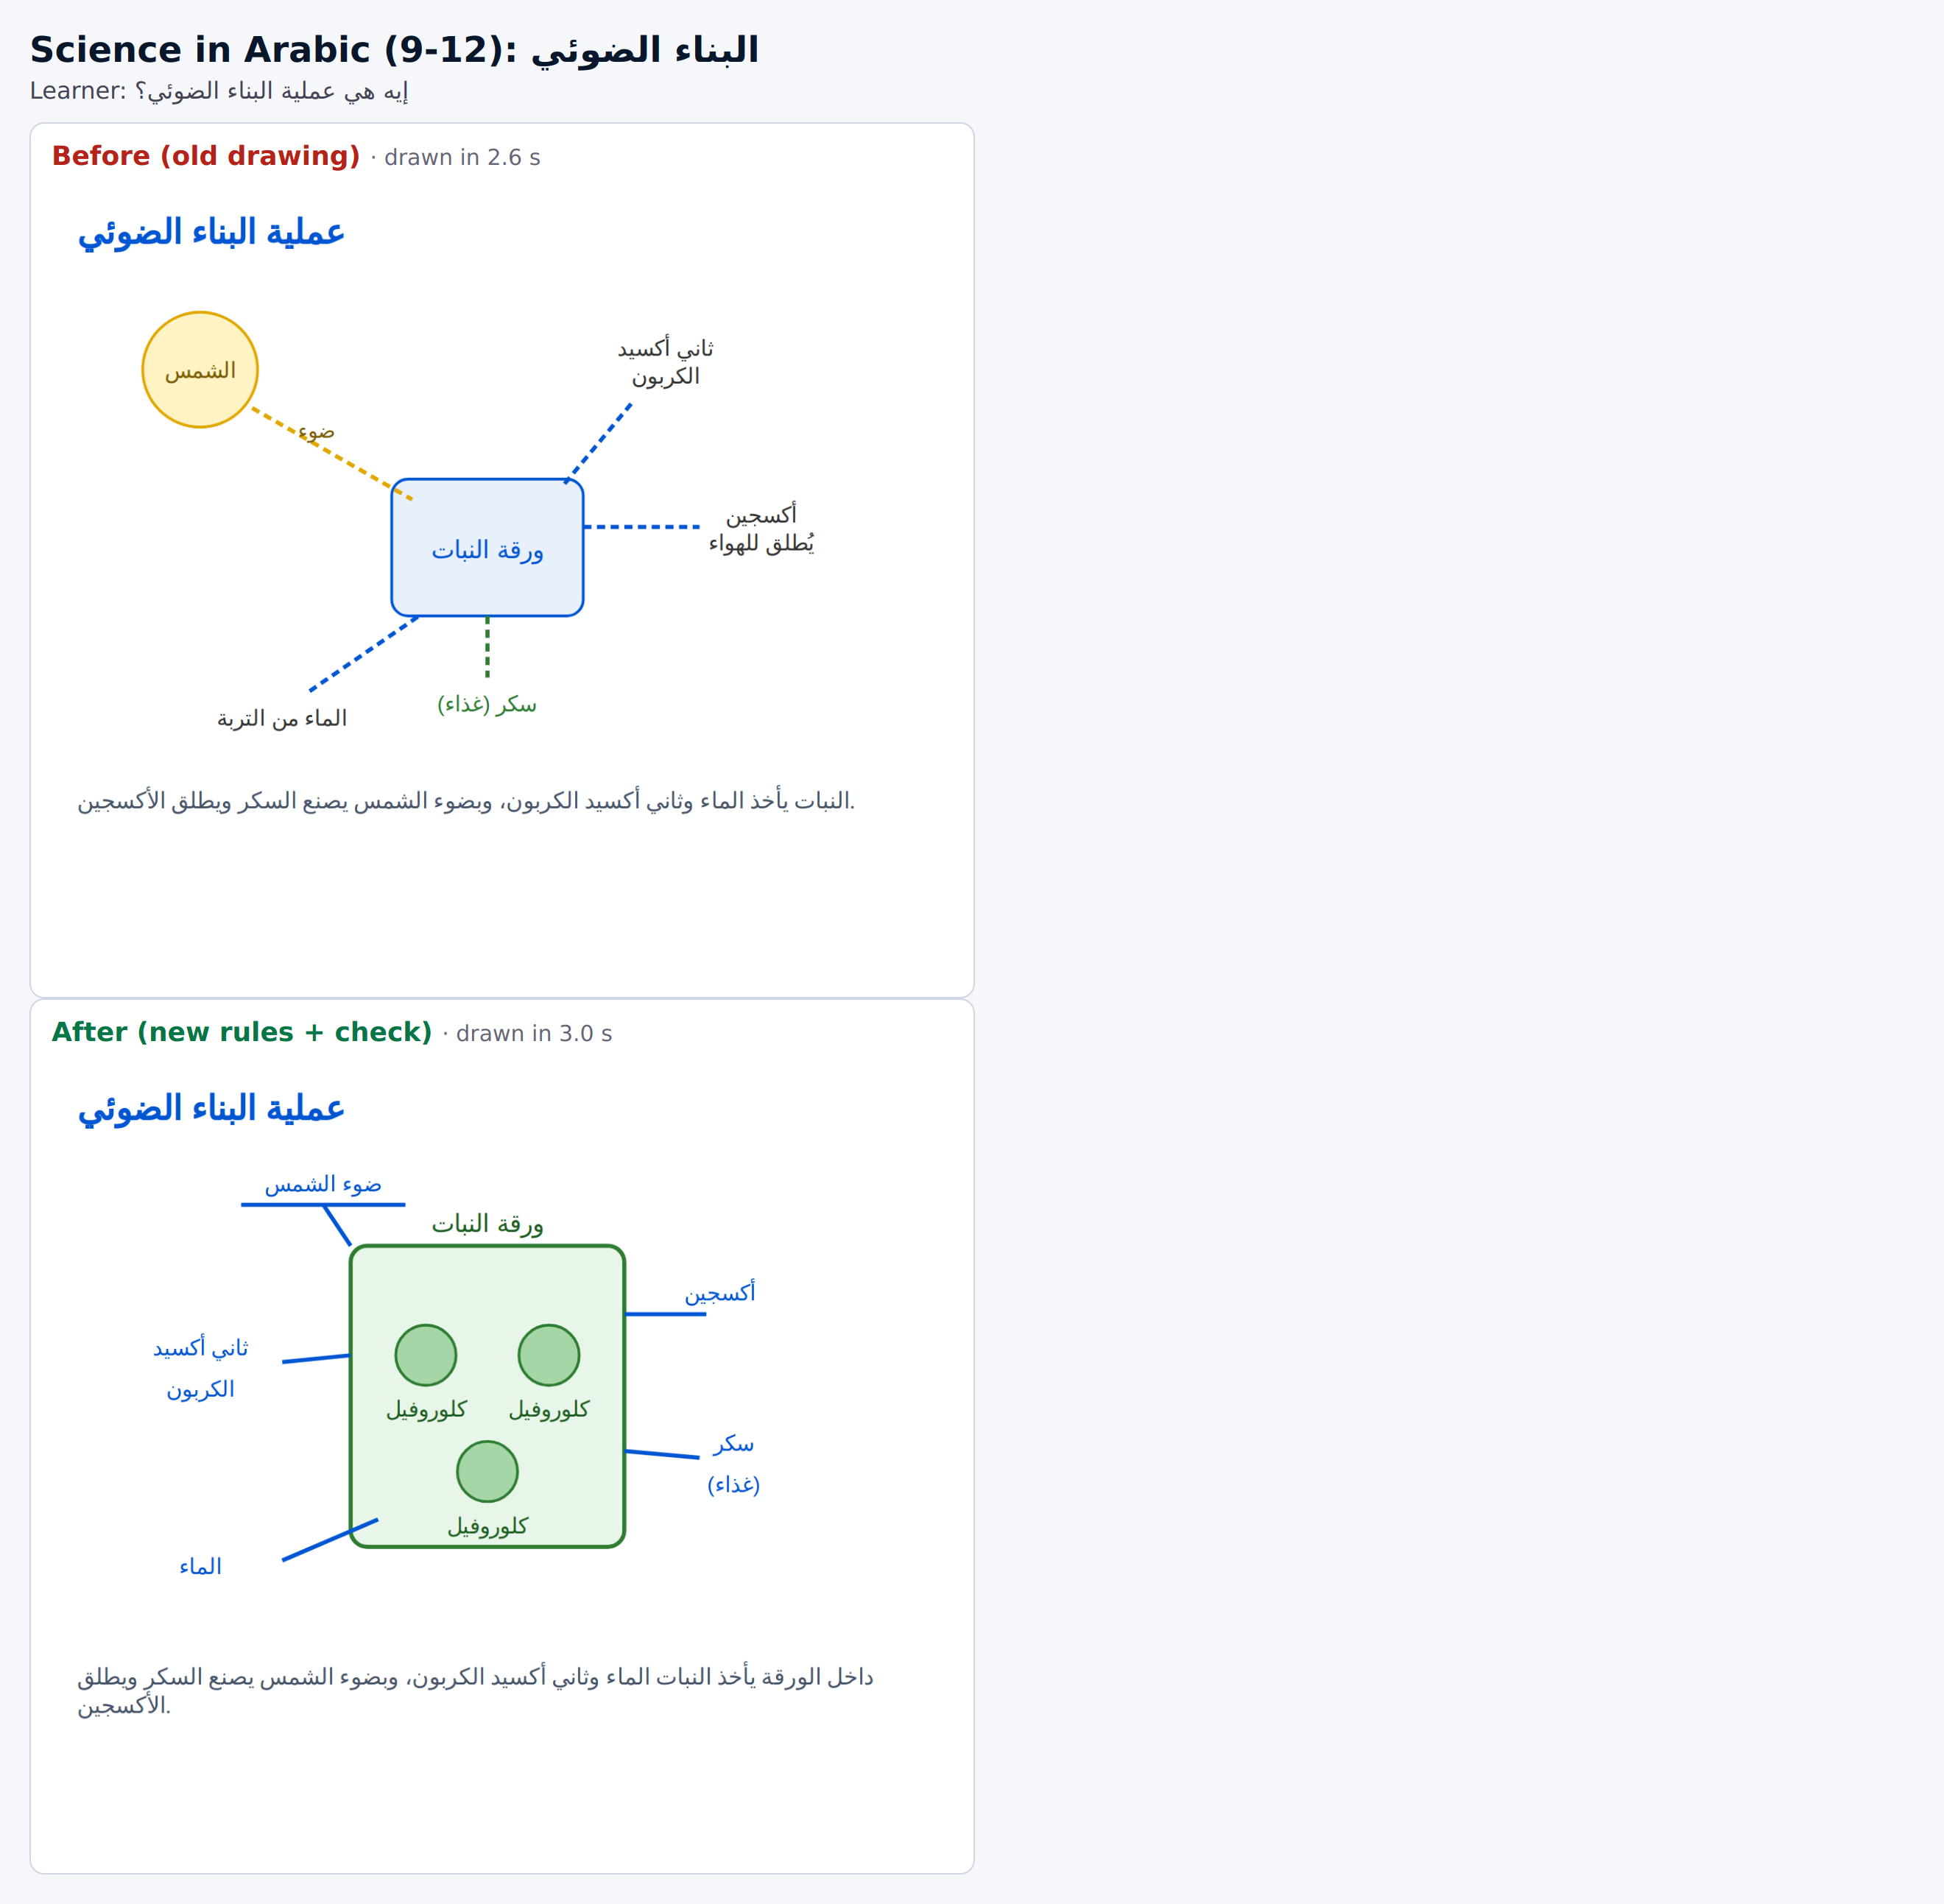 Science in Arabic (9-12): البناء الضوئي
Learner: إيه هي عملية البناء الضوئي؟
Before (old drawing) · drawn in 2.6 s
عملية البناء الضوئي
الشمس
ضوء
ثاني أكسيد
الكربون
أكسجين
يُطلق للهواء
ورقة النبات
سكر (غذاء)
الماء من التربة
النبات يأخذ الماء وثاني أكسيد الكربون، وبضوء الشمس يصنع السكر ويطلق الأكسجين.
After (new rules + check) · drawn in 3.0 s
عملية البناء الضوئي
ضوء الشمس
ورقة النبات
أكسجين
ثاني أكسيد
الكربون
كلوروفيل
كلوروفيل
سكر
(غذاء)
كلوروفيل
الماء
داخل الورقة يأخذ النبات الماء وثاني أكسيد الكربون، وبضوء الشمس يصنع السكر ويطلق
الأكسجين.